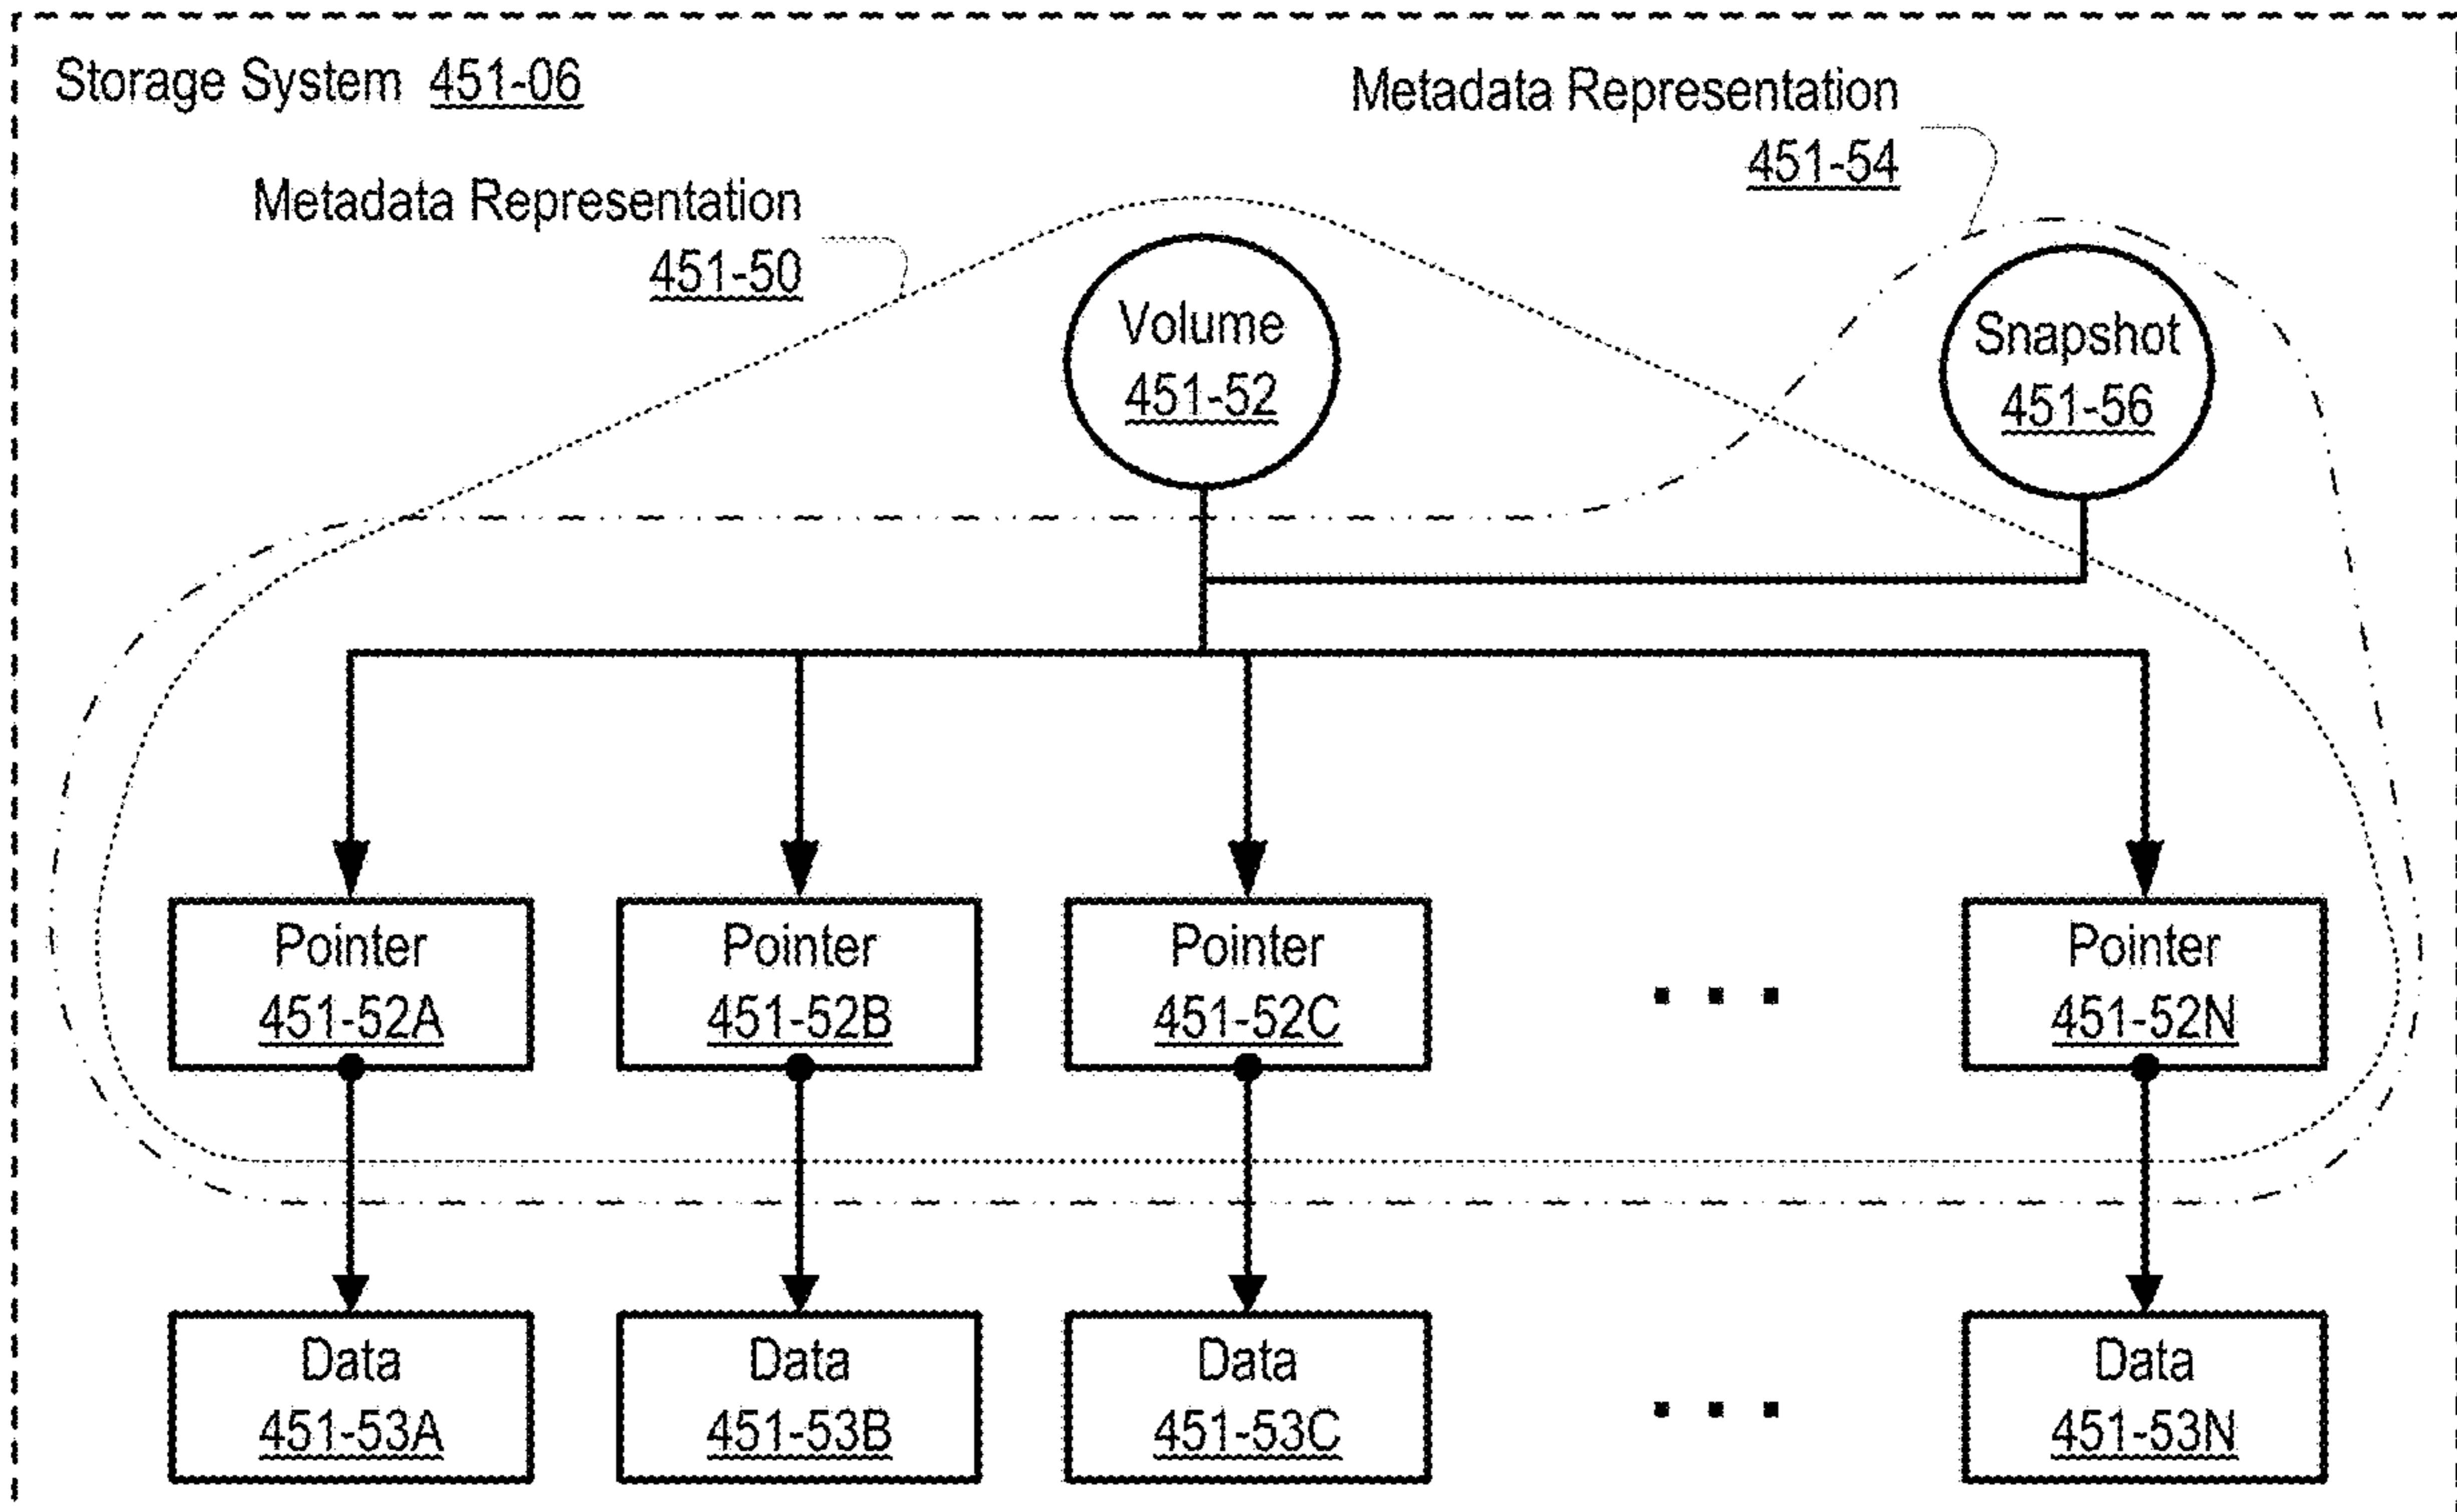 Storage System 451-06
Metadata Representation
451-54
Metadata Representation
451-50
Volume
451-52
Snapshot
451-56
Pointer
451-52A
Pointer
451-52B
Pointer
451-52C
. . .
Pointer
451-52N
Data
451-53A
Data
451-53B
Data
451-53C
. . .
Data
451-53N